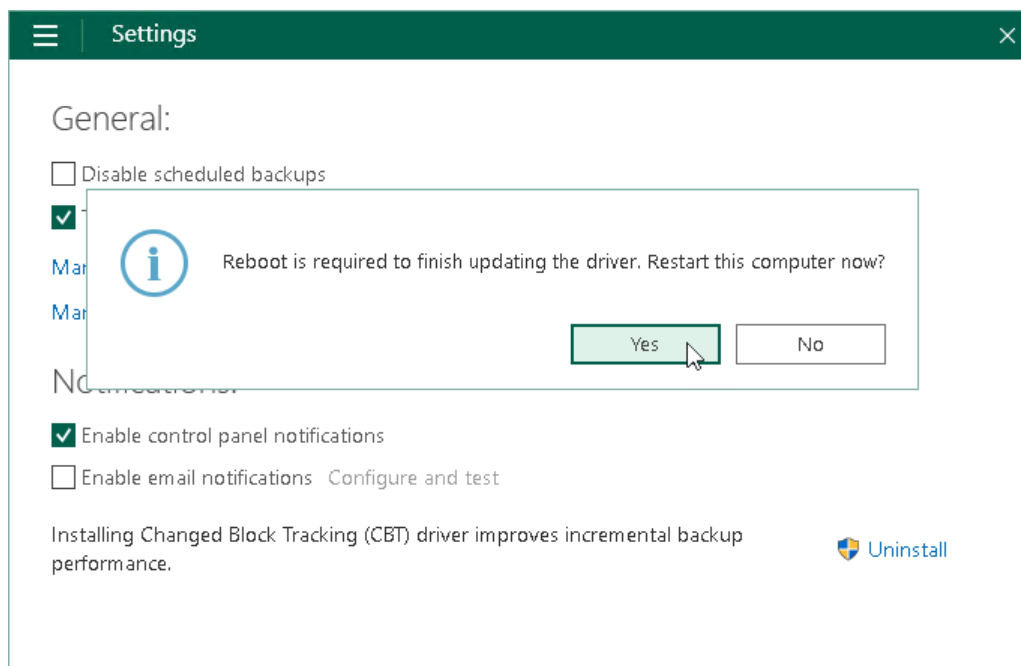 Settings
General:
Disable scheduled backups
Reboot is required to finish updating the driver. Restart this computer now?
Yes
No
Enable control panel notifications
Enable email notifications Configure and test
Installing Changed Block Tracking (CBT) driver improves incremental backup
performance.
Uninstall